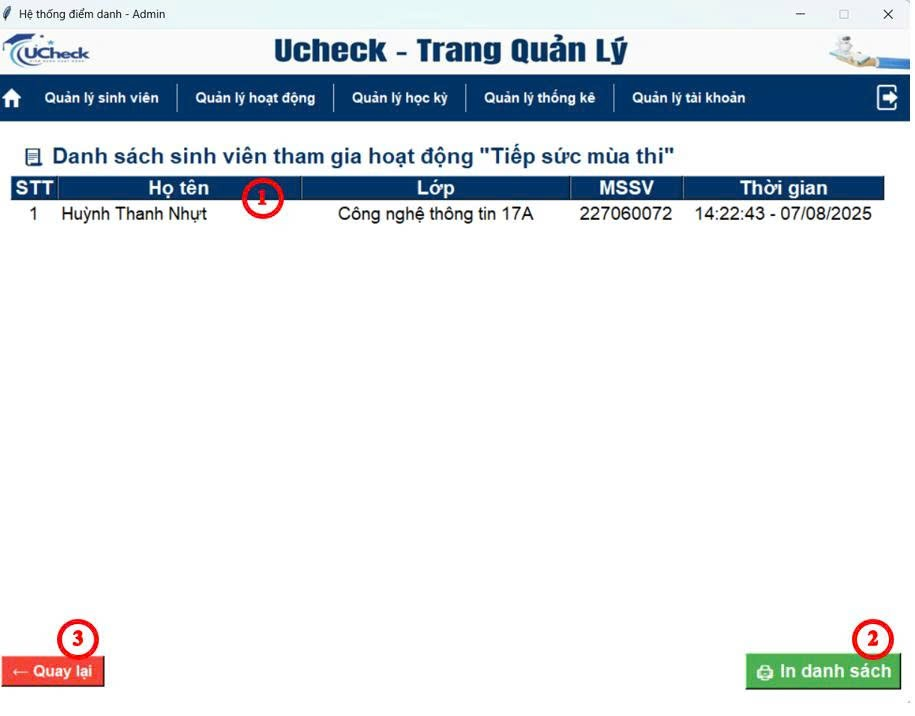 Hệ thống điểm danh - Admin
UCheck
Ucheck - Trang Quản Lý
Quản lý sinh viên Quản lý hoạt động Quản lý học kỳ Quản lý thống kê Quản lý tài khoản
Danh sách sinh viên tham gia hoạt động "Tiếp sức mùa thi"
STT Họ tên 1 Lớp MSSV Thời gian
1 Huỳnh Thanh Nhựt Công nghệ thông tin 17A 227060072 14:22:43 - 07/08/2025
3 2
← Quay lại In danh sách